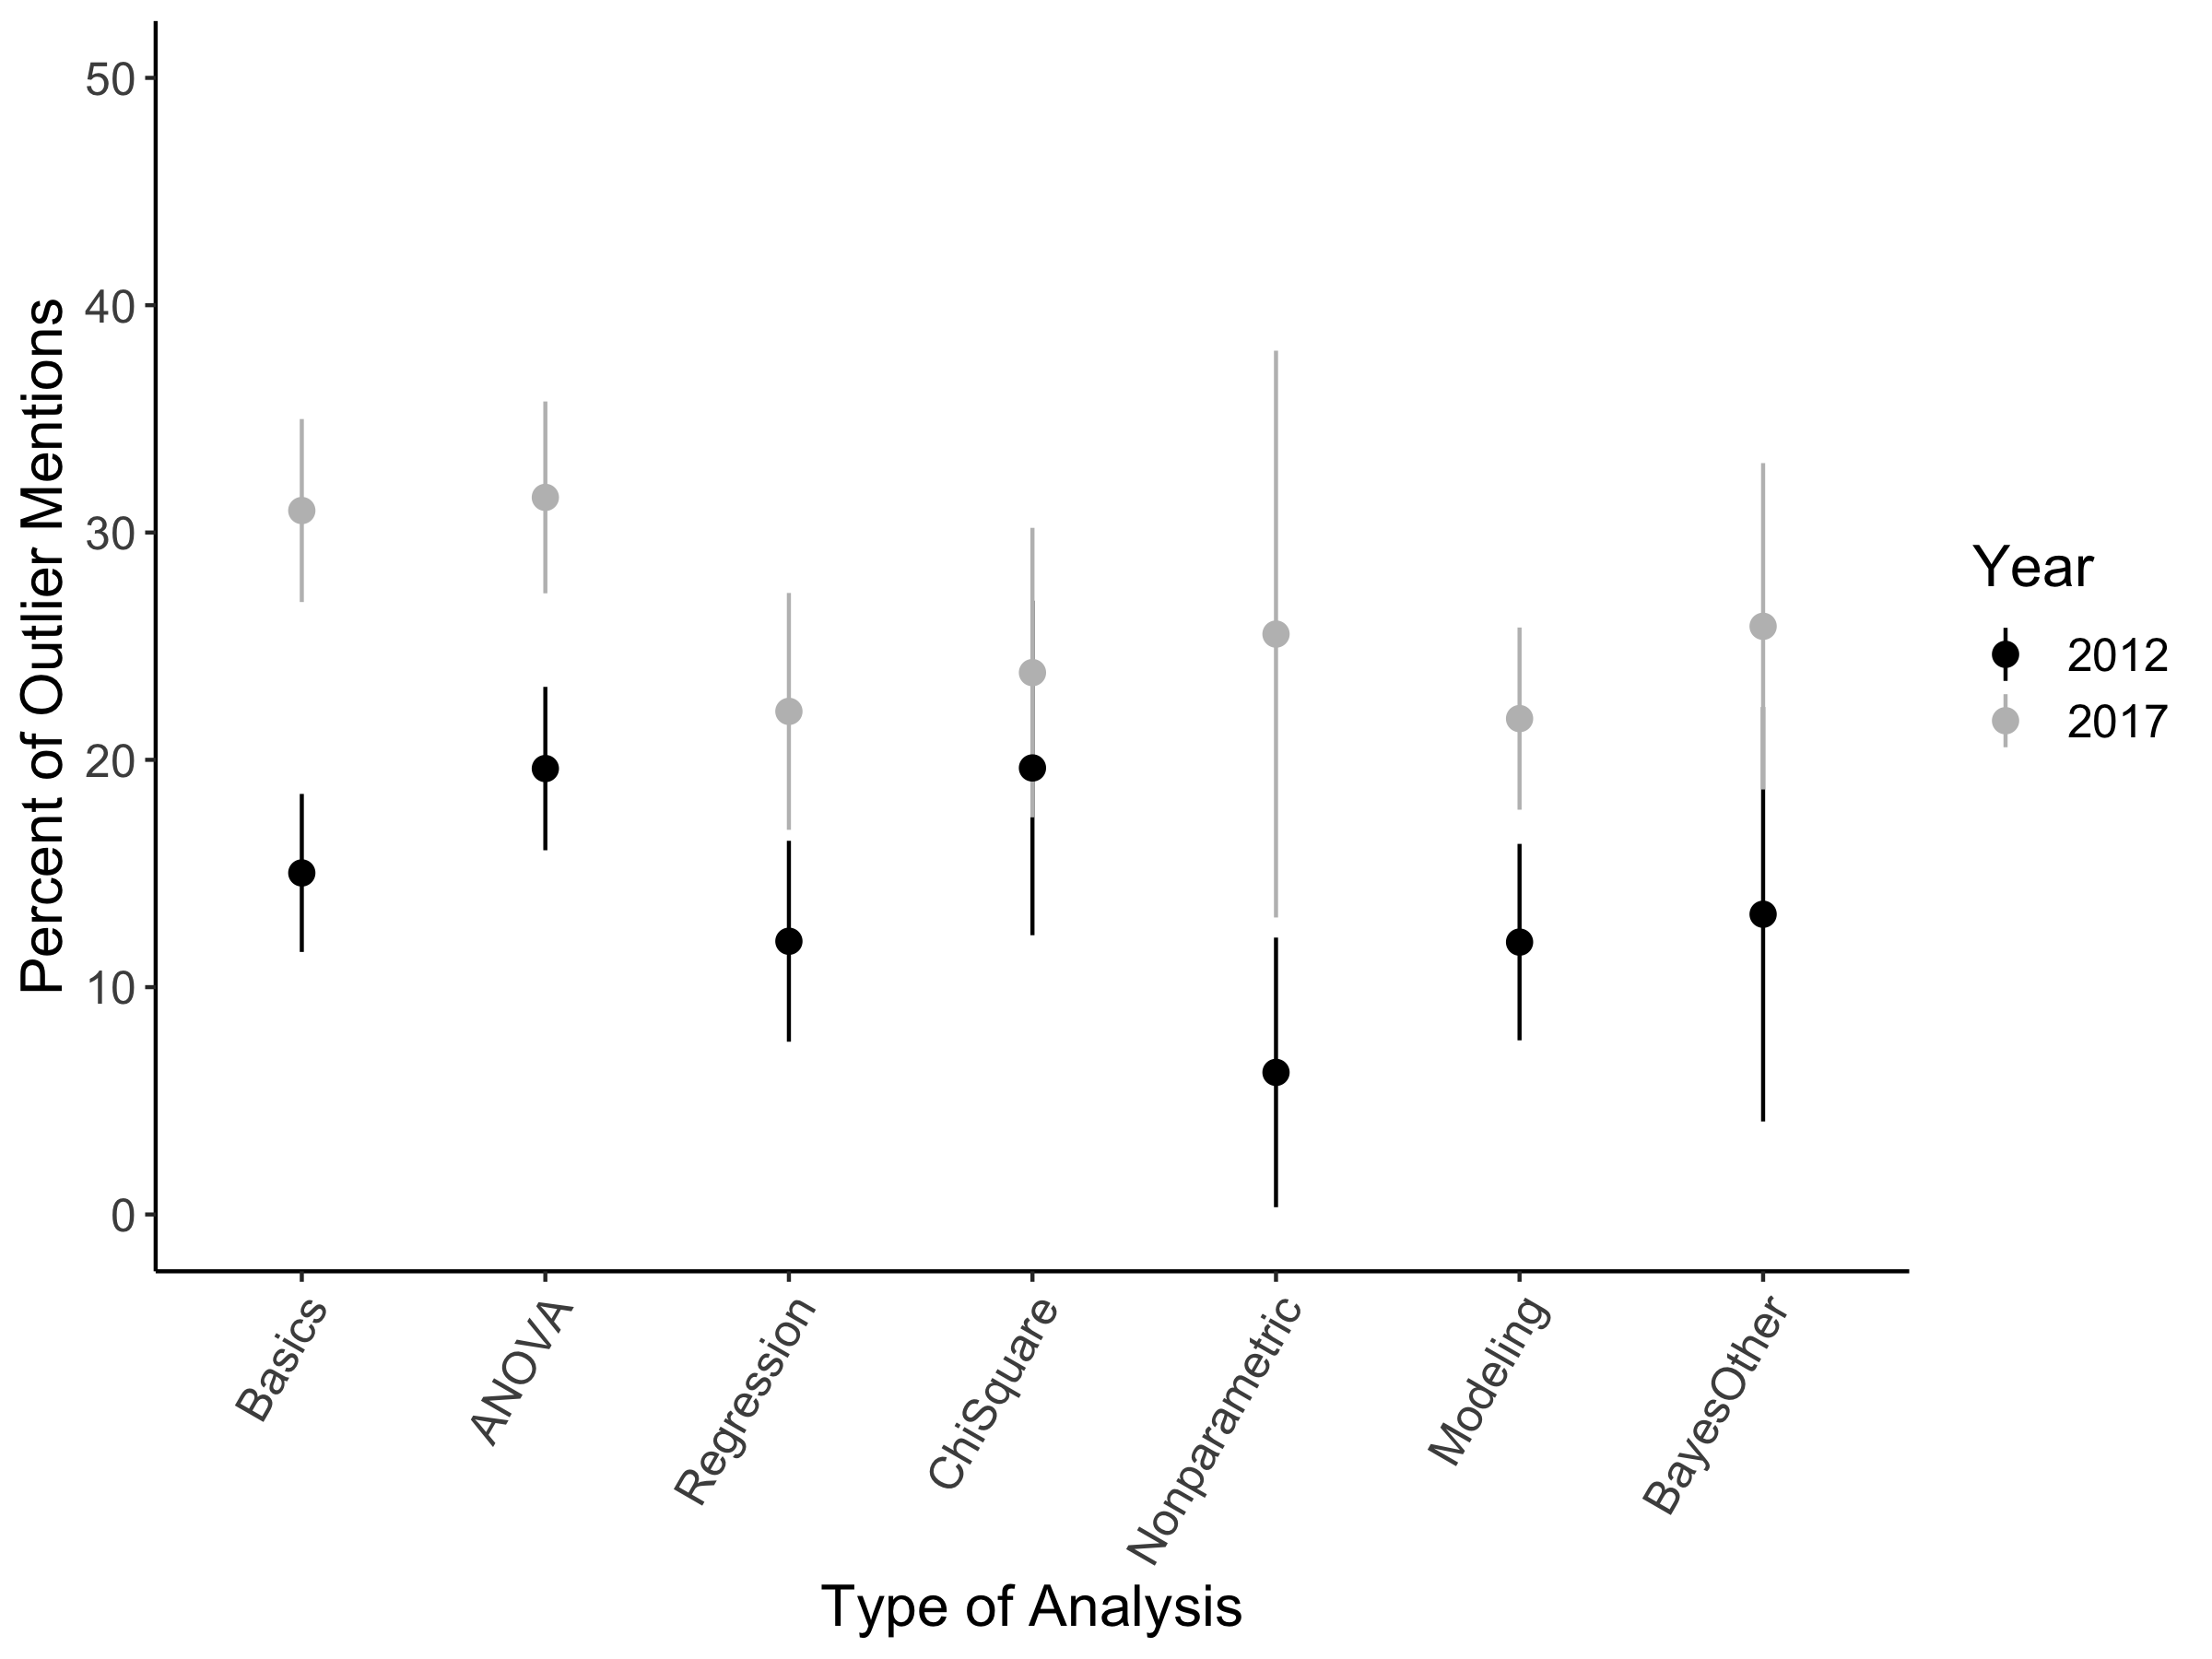 Percent of Outlier Mentions
50
40
30
20
10
0
Basics
ANOVA
Regression
ChiSquare
Nonparametric
Modeling
BayesOther
Type of Analysis
Year
2012
2017